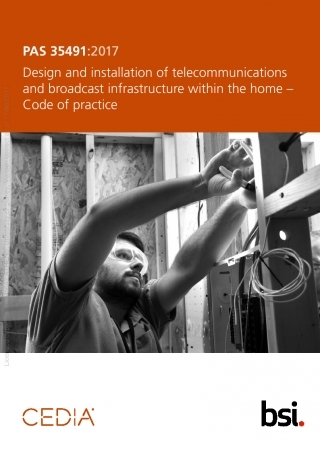 PAS 35491:2017
Design and installation of telecommunications
and broadcast infrastructure within the home –
Code of practice
CEDIA
bsi.